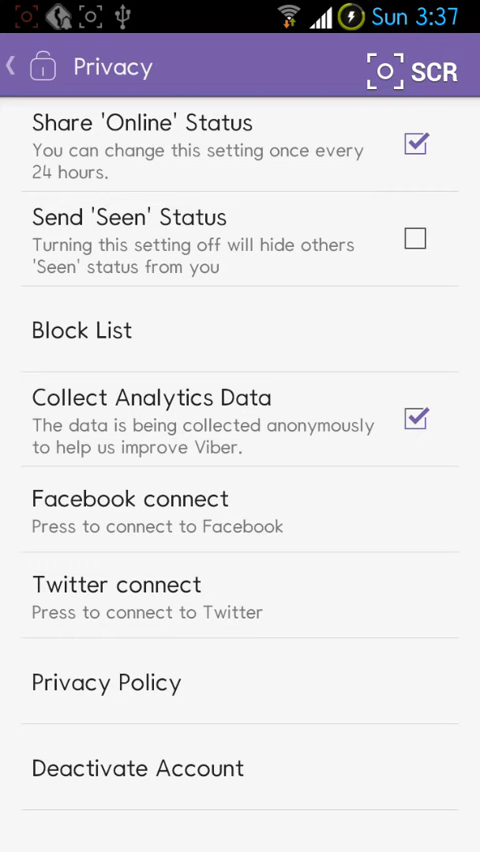 Sun 3:37
Privacy
SCR
Share 'Online' Status
You can change this setting once every
24 hours.
Send 'Seen' Status
Turning this setting off will hide others
'Seen' status from you
Block List
Collect Analytics Data
The data is being collected anonymously
to help us improve Viber.
Facebook connect
Press to connect to Facebook
Twitter connect
Press to connect to Twitter
Privacy Policy
Deactivate Account